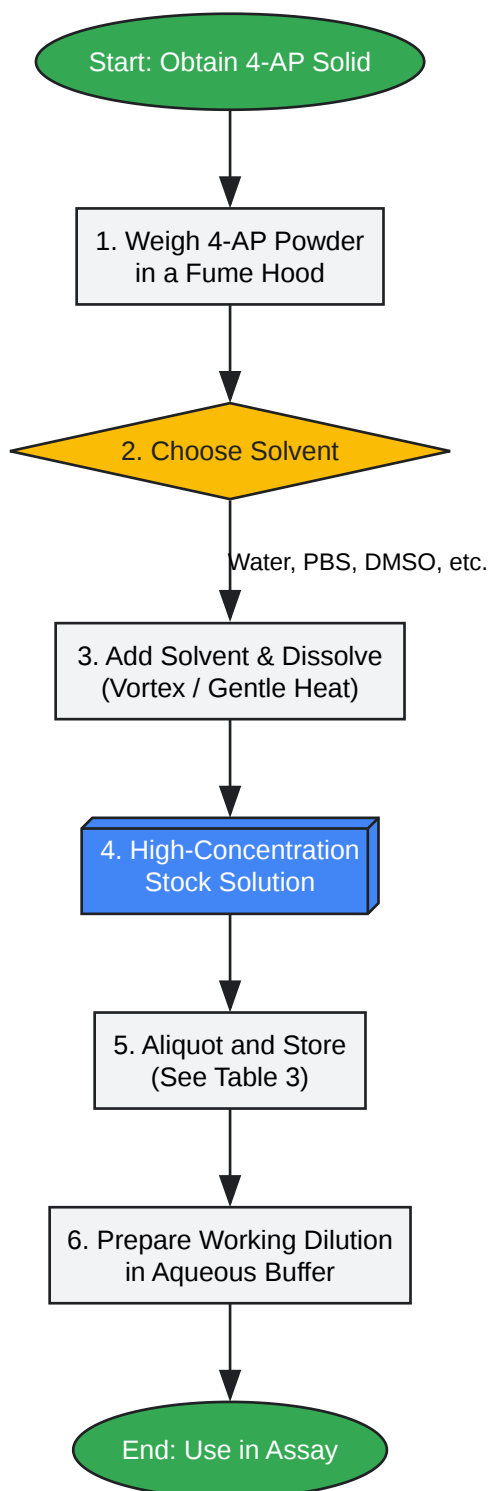 Start: Obtain 4-AP Solid
1. Weigh 4-AP Powder
in a Fume Hood
2. Choose Solvent
Water, PBS, DMSO, etc.
3. Add Solvent & Dissolve
(Vortex / Gentle Heat)
4. High-Concentration
Stock Solution
5. Aliquot and Store
(See Table 3)
6. Prepare Working Dilution
in Aqueous Buffer
End: Use in Assay